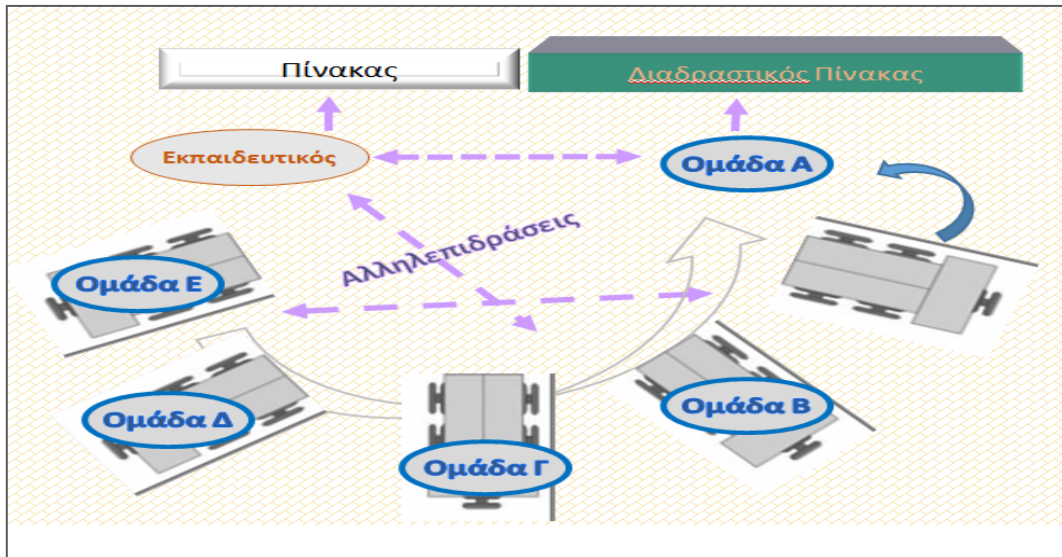 Πίνακας
Διαδραστικός Πίνακας
Εκπαιδευτικός
Ομάδα Α
Αλληλεπιδράσεις
Ομάδα Ε
Ομάδα Δ
Ομάδα Β
Ομάδα Γ